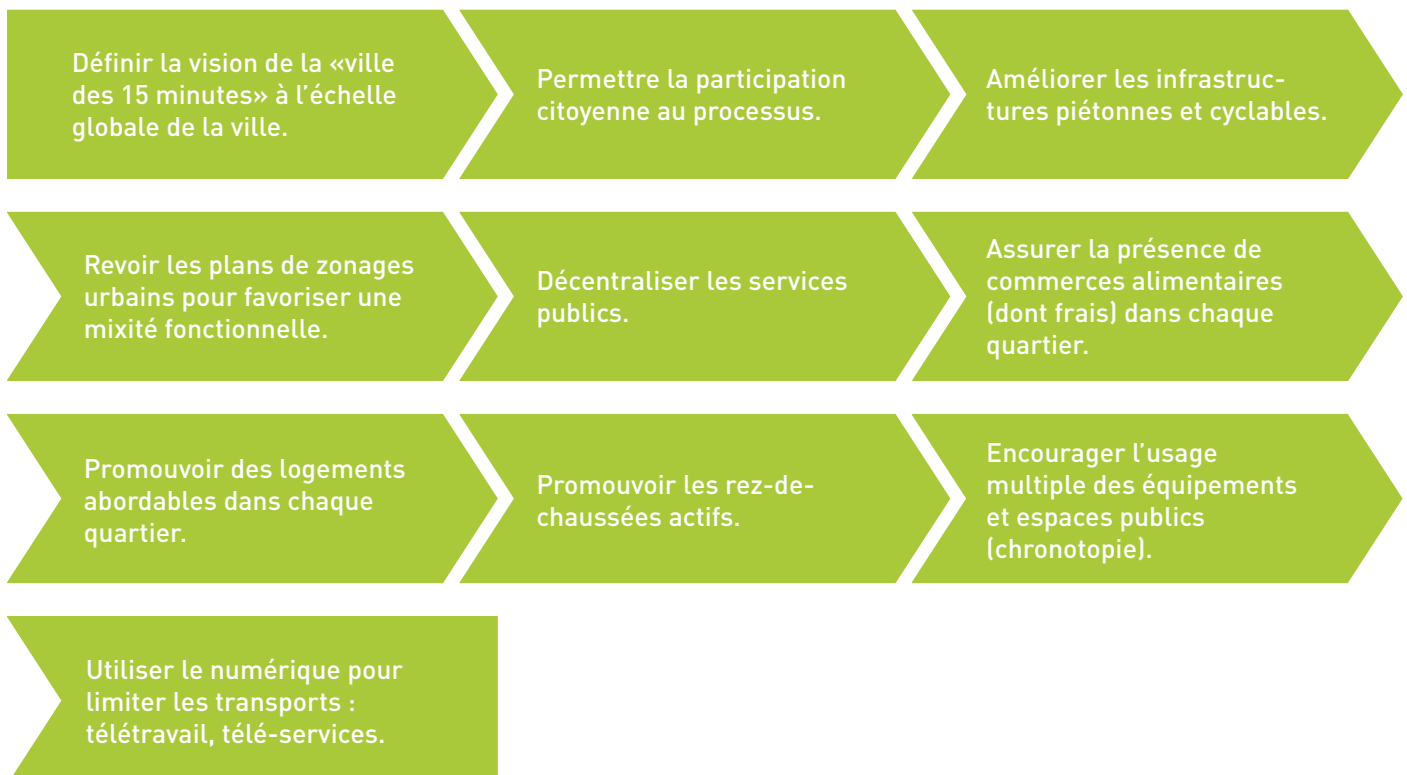 Définir la vision de la «ville
des 15 minutes» à l’échelle
globale de la ville.
Permettre la participation
citoyenne au processus.
Améliorer les infrastruc-
tures piétonnes et cyclables.
Revoir les plans de zonages
urbains pour favoriser une
mixité fonctionnelle.
Décentraliser les services
publics.
Assurer la présence de
commerces alimentaires
(dont frais) dans chaque
quartier.
Promouvoir des logements
abordables dans chaque
quartier.
Promouvoir les rez-de-
chaussées actifs.
Encourager l’usage
multiple des équipements
et espaces publics
(chronotopie).
Utiliser le numérique pour
limiter les transports :
télétravail, télé-services.